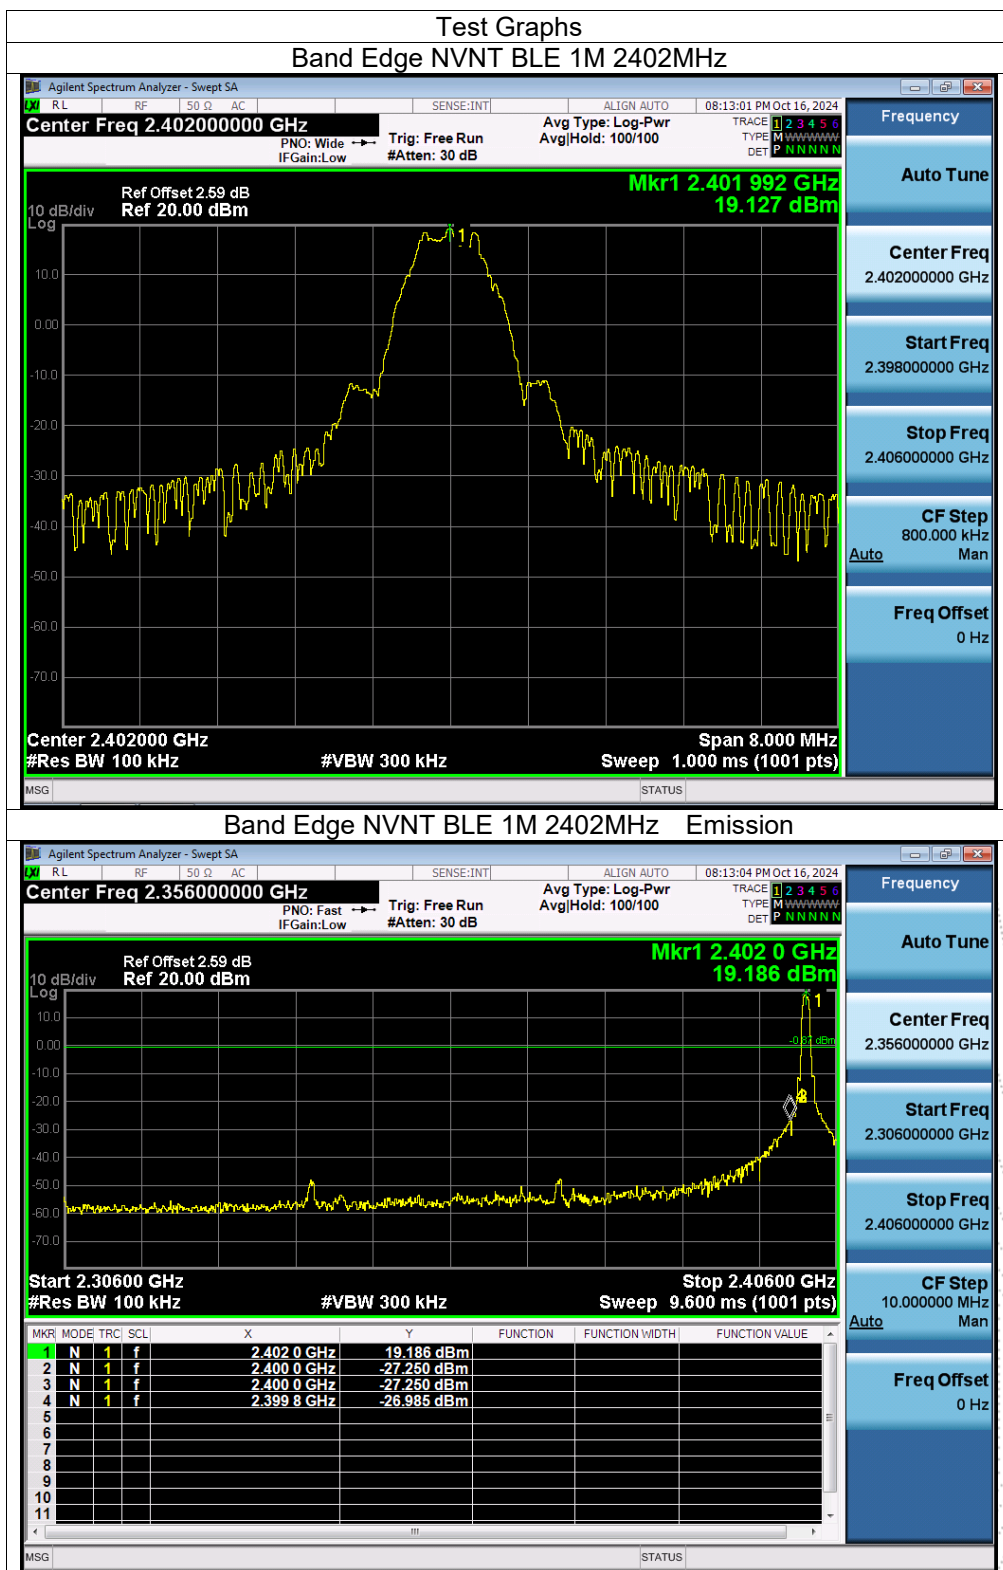 Test Graphs
Band Edge NVNT BLE 1M 2402MHz
Agilent Spectrum Analyzer - Swept SA
LXI RL RF 50 Ω AC SENSE:INT ALIGN AUTO 08:13:01 PM Oct 16, 2024
Center Freq 2.402000000 GHz Avg Type: Log-Pwr TRACE 1 2 3 4 5 6
PNO: Wide Trig: Free Run Avg|Hold: 100/100 TYPE M WWWWW
IFGain:Low #Atten: 30 dB DET P N N N N N
Frequency
Auto Tune
Mkr1 2.401 992 GHz
19.127 dBm
Ref Offset 2.59 dB
10 dB/div Ref 20.00 dBm
Log
1
10.0
0.00
-10.0
-20.0
-30.0
-40.0
-50.0
-60.0
-70.0
Center Freq
2.402000000 GHz
Start Freq
2.398000000 GHz
Stop Freq
2.406000000 GHz
CF Step
800.000 kHz
Auto Man
Freq Offset
0 Hz
Center 2.402000 GHz Span 8.000 MHz
#Res BW 100 kHz #VBW 300 kHz Sweep 1.000 ms (1001 pts)
MSG STATUS
Band Edge NVNT BLE 1M 2402MHz Emission
Agilent Spectrum Analyzer - Swept SA
LXI RL RF 50 Ω AC SENSE:INT ALIGN AUTO 08:13:04 PM Oct 16, 2024
Center Freq 2.356000000 GHz Avg Type: Log-Pwr TRACE 1 2 3 4 5 6
PNO: Fast Trig: Free Run Avg|Hold: 100/100 TYPE M WWWWW
IFGain:Low #Atten: 30 dB DET P N N N N N
Frequency
Auto Tune
Mkr1 2.402 0 GHz
19.186 dBm
Ref Offset 2.59 dB
10 dB/div Ref 20.00 dBm
Log
1
10.0
0.00
-0.87 dBm
-10.0
-20.0
-30.0
-40.0
-50.0
-60.0
-70.0
Center Freq
2.356000000 GHz
Start Freq
2.306000000 GHz
Stop Freq
2.406000000 GHz
CF Step
10.000000 MHz
Auto Man
Freq Offset
0 Hz
Start 2.30600 GHz Stop 2.40600 GHz
#Res BW 100 kHz #VBW 300 kHz Sweep 9.600 ms (1001 pts)
MKR MODE TRC SCL X Y FUNCTION FUNCTION WIDTH FUNCTION VALUE
1 N 1 f 2.402 0 GHz 19.186 dBm
2 N 1 f 2.400 0 GHz -27.250 dBm
3 N 1 f 2.400 0 GHz -27.250 dBm
4 N 1 f 2.399 8 GHz -26.985 dBm
5
6
7
8
9
10
11
MSG STATUS